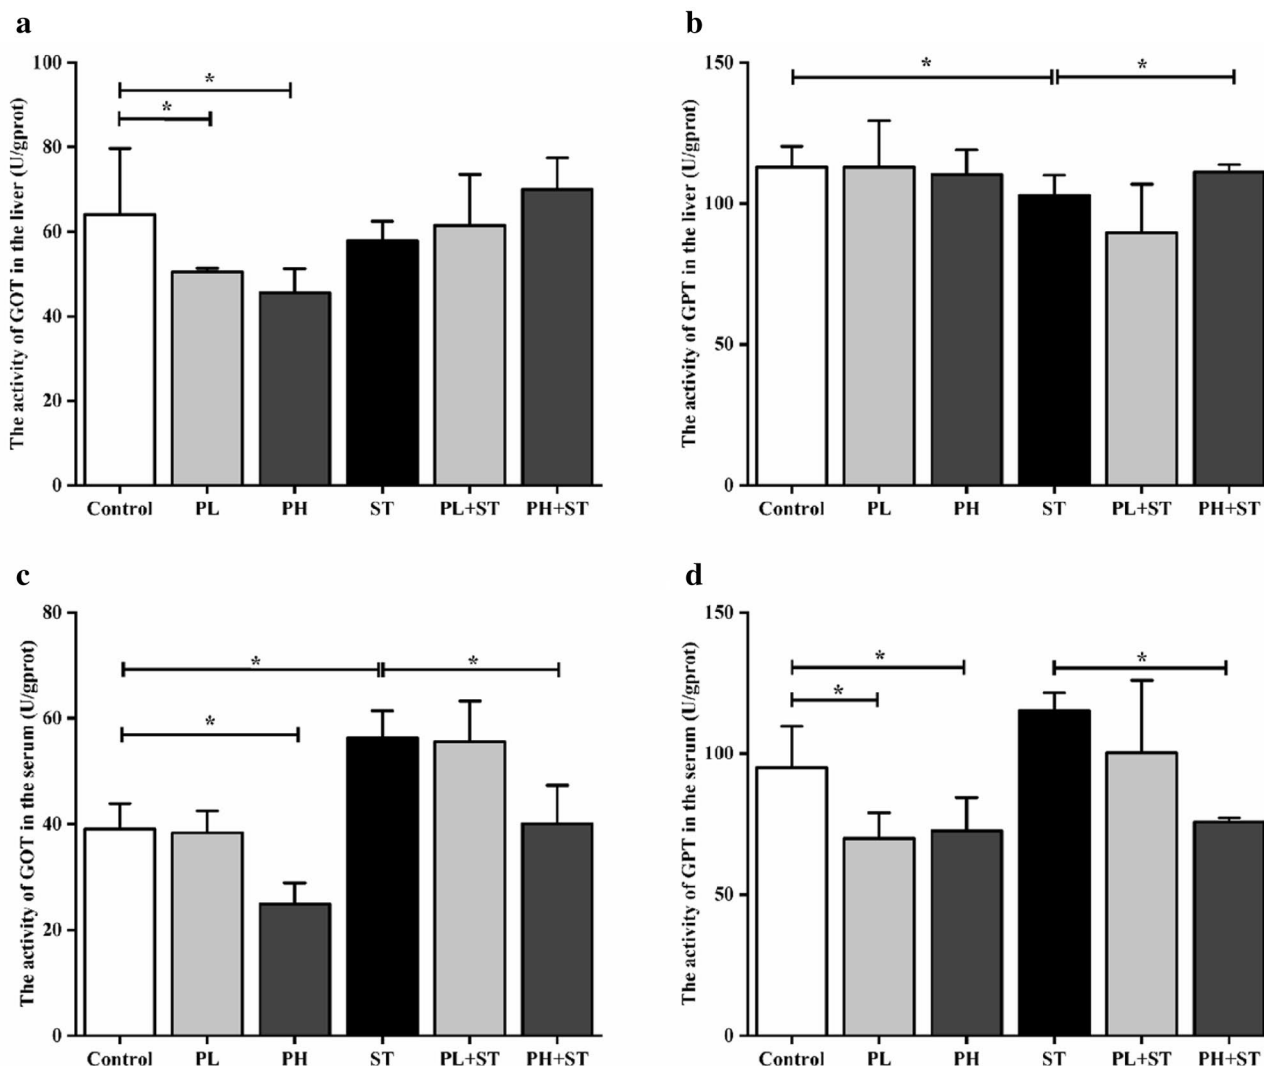 a
The activity of GOT in the liver (U/gprot)
100
80
60
40
20
0
*
*
Control PL PH ST PL+ST PH+ST
b
The activity of GPT in the liver (U/gprot)
150
100
50
0
*
*
Control PL PH ST PL+ST PH+ST
c
The activity of GOT in the serum (U/gprot)
80
60
40
20
0
*
*
*
Control PL PH ST PL+ST PH+ST
d
The activity of GPT in the serum (U/gprot)
150
100
50
0
*
*
*
Control PL PH ST PL+ST PH+ST